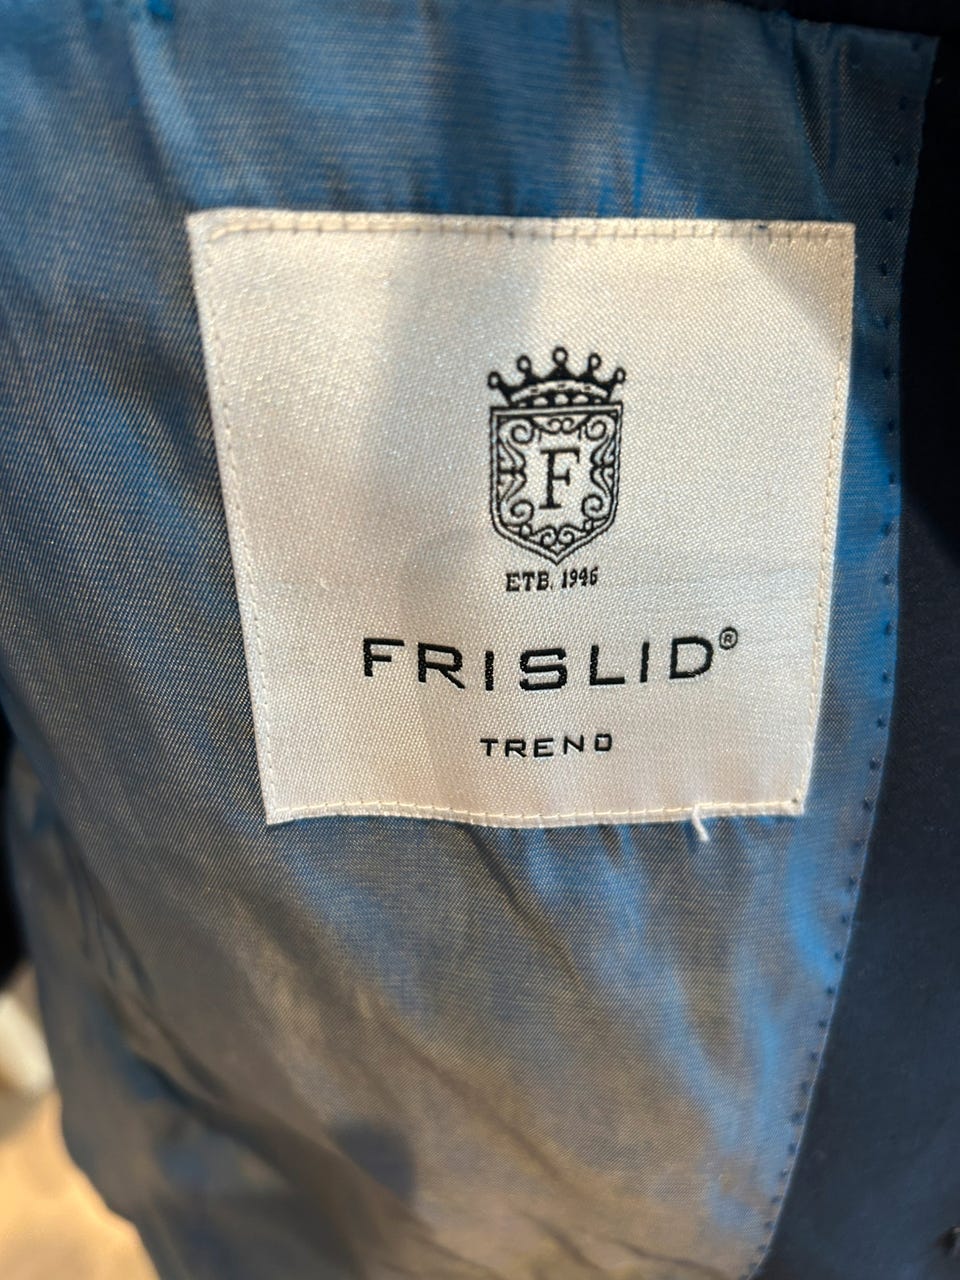 F
ETB. 1946
FRISLID®
TREND